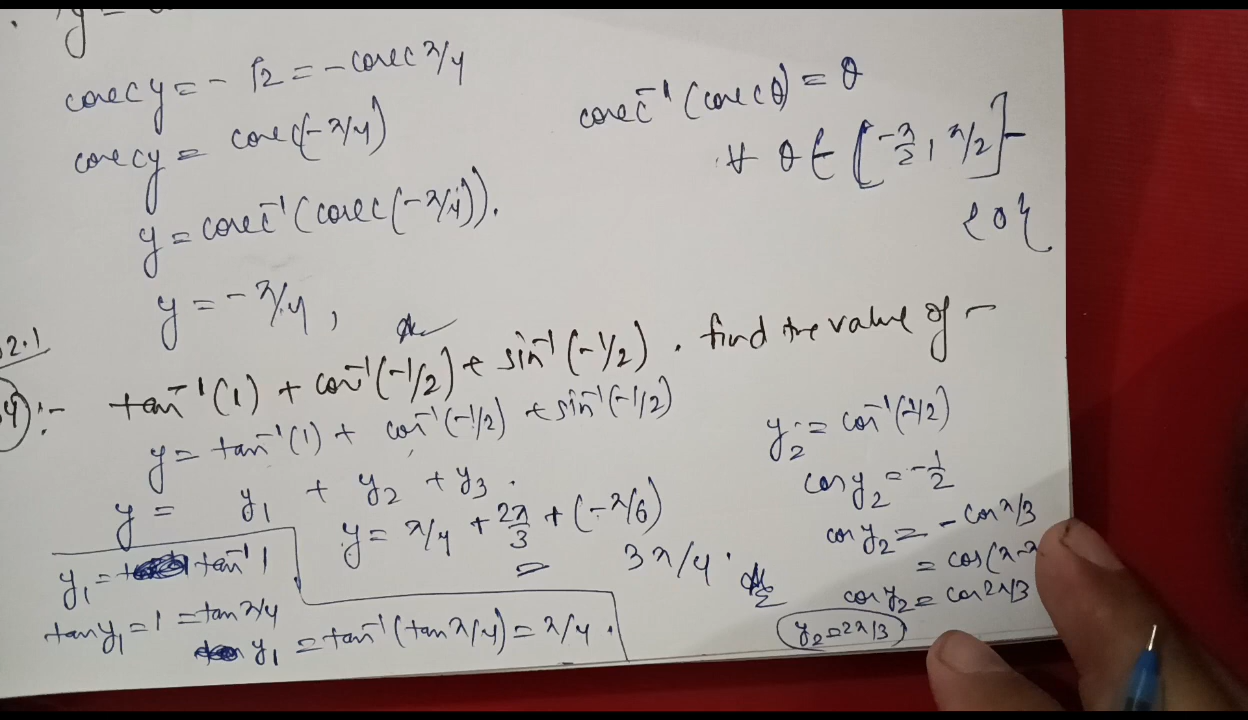 y =
cosec y = - √2 = - cosec π/4
cosec y = cosec(-π/4)
y = cosec⁻¹ (cosec(-π/4)).
y = -π/4,
cosec⁻¹ (cosec θ) = θ
∀ θ ∈ [-π/2, π/2] -
{0}
2.1
:- tan⁻¹(1) + cos⁻¹(-1/2) + sin⁻¹(-1/2). find the value of -
y = tan⁻¹(1) + cos⁻¹(-1/2) + sin⁻¹(-1/2)
y = y₁ + y₂ + y₃.
y = π/4 + 2π/3 + (-π/6)
= 3π/4.
y₁ = tan⁻¹ 1
tan y₁ = 1 = tan π/4
y₁ = tan⁻¹(tan π/4) = π/4.
y₂ = cos⁻¹(-1/2)
cos y₂ = -1/2
cos y₂ = - cos π/3
= cos(π-π
cos y₂ = cos 2π/3
y₂ = 2π/3